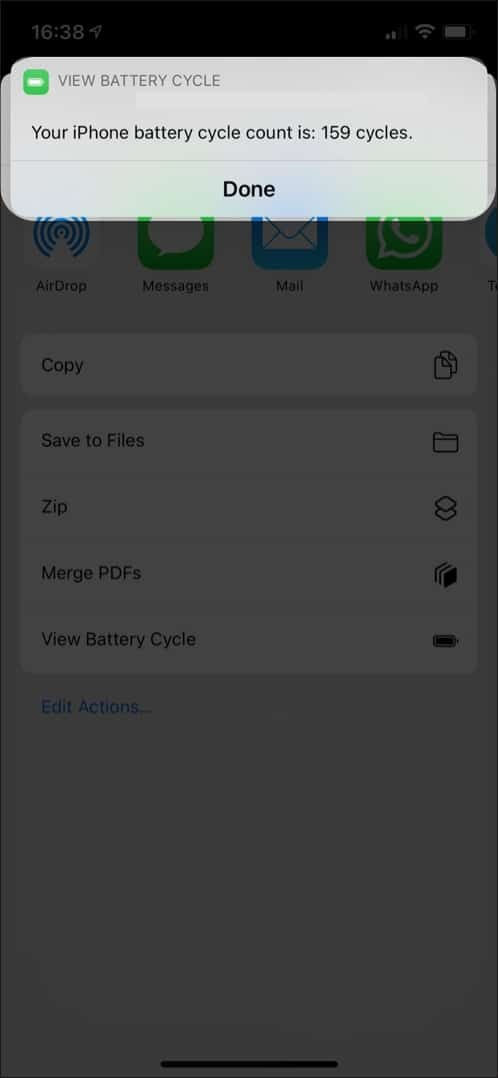 16:38
VIEW BATTERY CYCLE
Your iPhone battery cycle count is: 159 cycles.
Done
AirDrop Messages Mail WhatsApp
Copy
Save to Files
Zip
Merge PDFs
View Battery Cycle
Edit Actions...